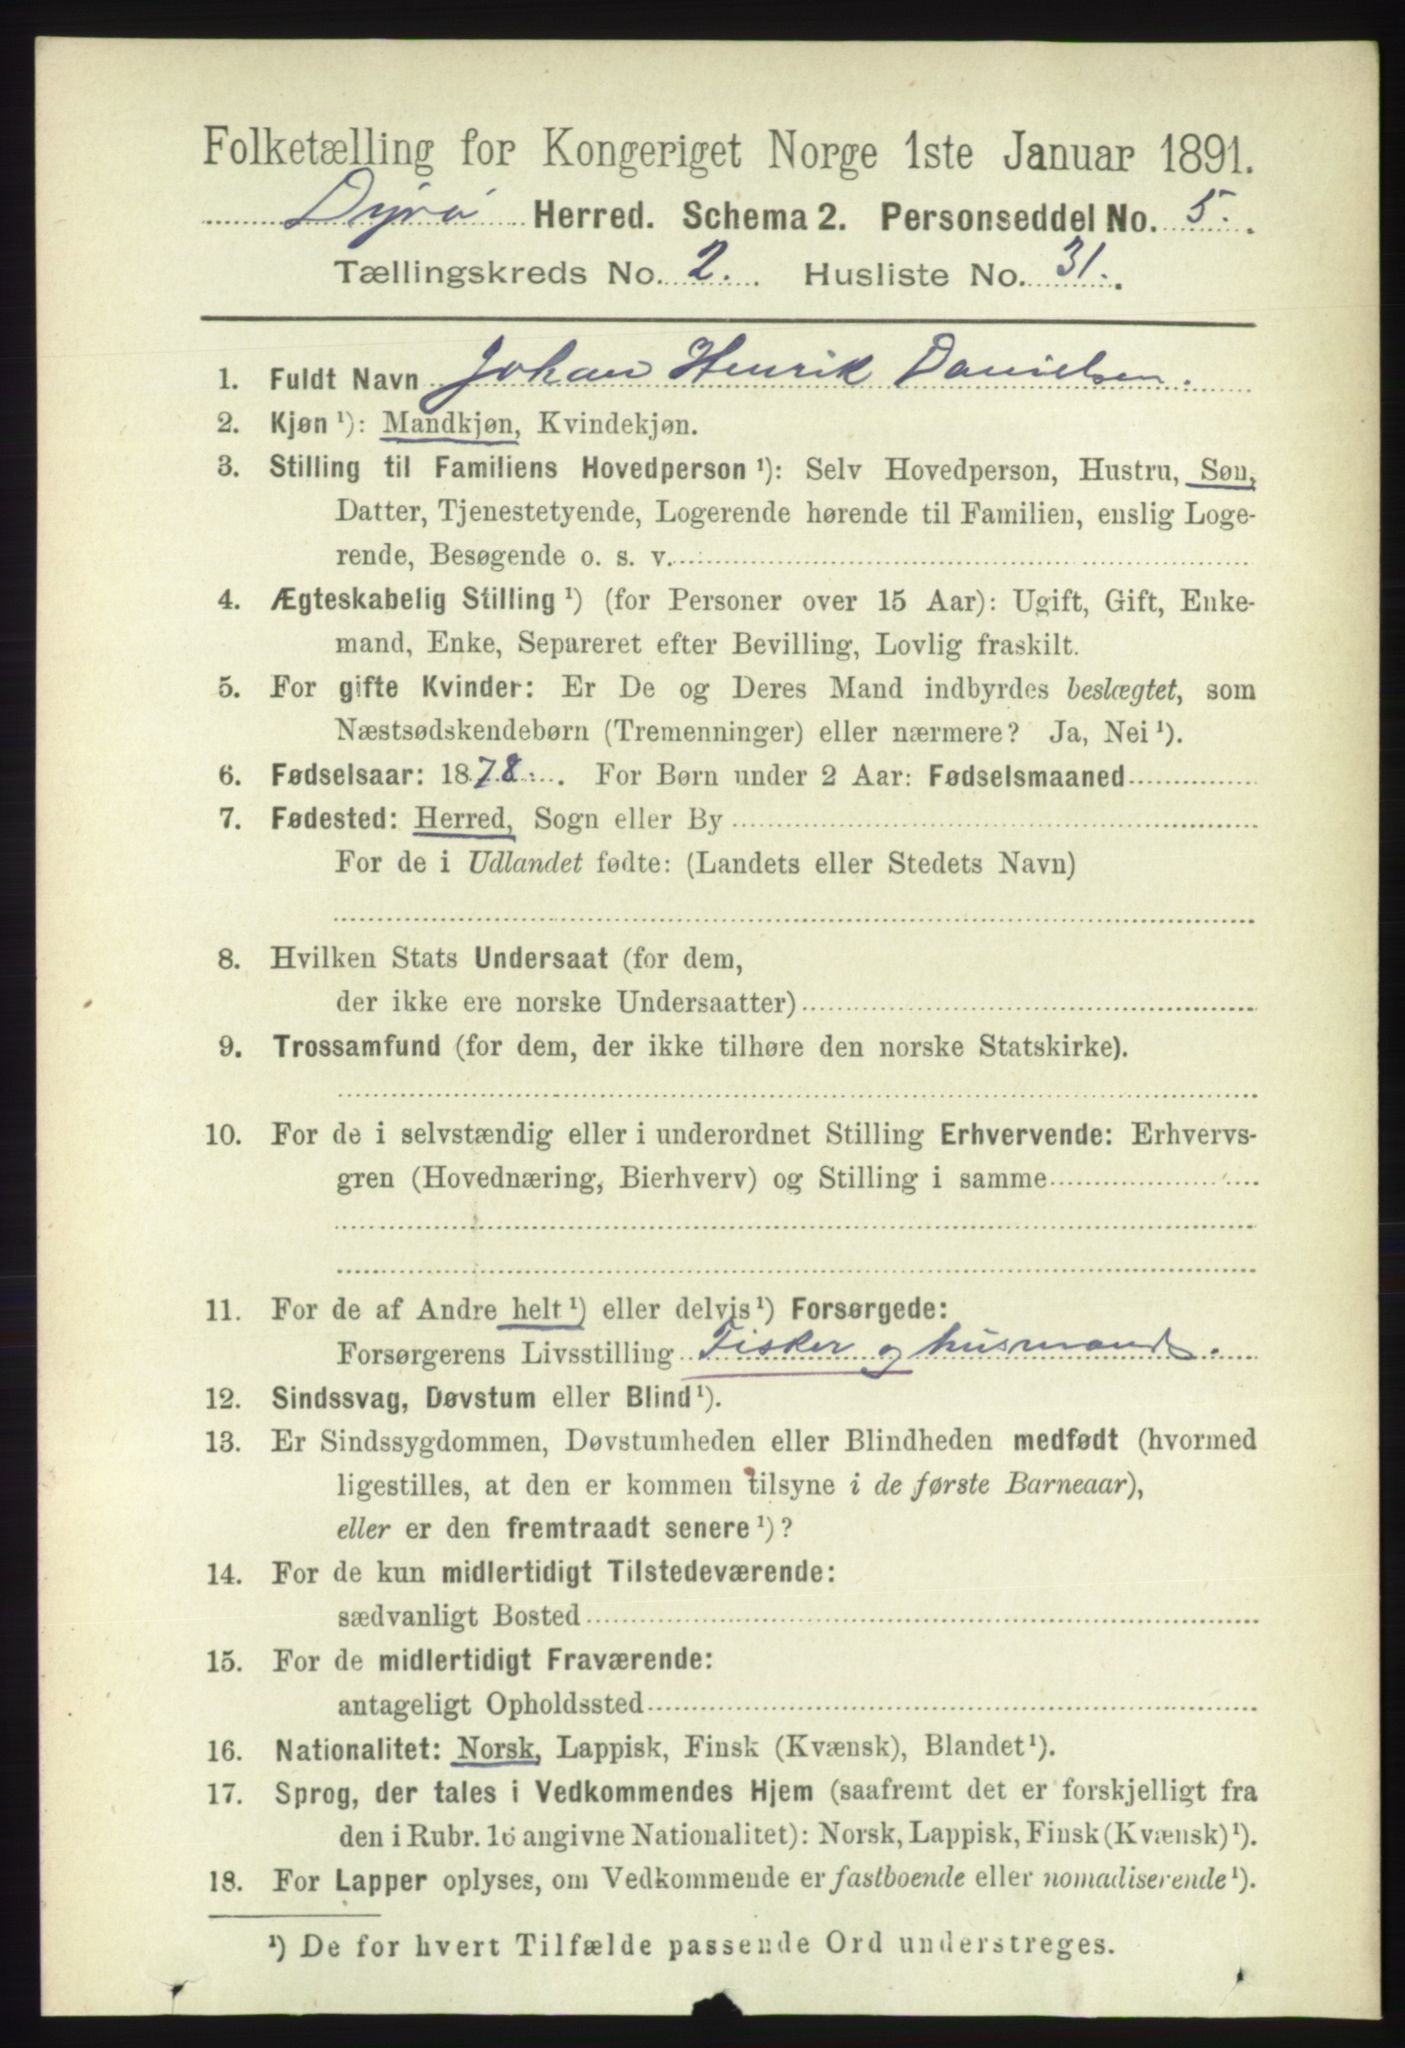 Folketælling for Kongeriget Norge 1ste Januar 1891.
Dyrø Herred. Schema 2. Personseddel No. 5.
Tællingskreds No. 2. Husliste No. 31.
1. Fuldt Navn Johan Henrik Danielsen.
2. Kjøn ¹): Mandkjøn, Kvindekjøn.
3. Stilling til Familiens Hovedperson ¹): Selv Hovedperson, Hustru, Søn,
Datter, Tjenestetyende, Logerende hørende til Familien, enslig Loge-
rende, Besøgende o. s. v.
4. Ægteskabelig Stilling ¹) (for Personer over 15 Aar): Ugift, Gift, Enke-
mand, Enke, Separeret efter Bevilling, Lovlig fraskilt.
5. For gifte Kvinder: Er De og Deres Mand indbyrdes beslægtet, som
Næstsødskendebørn (Tremenninger) eller nærmere? Ja, Nei ¹).
6. Fødselsaar: 1878. For Børn under 2 Aar: Fødselsmaaned
7. Fødested: Herred, Sogn eller By
For de i Udlandet fødte: (Landets eller Stedets Navn)
8. Hvilken Stats Undersaat (for dem,
der ikke ere norske Undersaatter)
9. Trossamfund (for dem, der ikke tilhøre den norske Statskirke).
10. For de i selvstændig eller i underordnet Stilling Erhvervende: Erhvervs-
gren (Hovednæring, Bierhverv) og Stilling i samme
11. For de af Andre helt ¹) eller delvis ¹) Forsørgede:
Forsørgerens Livsstilling Fisker og husmand.
12. Sindssvag, Døvstum eller Blind ¹).
13. Er Sindssygdommen, Døvstumheden eller Blindheden medfødt (hvormed
ligestilles, at den er kommen tilsyne i de første Barneaar),
eller er den fremtraadt senere ¹)?
14. For de kun midlertidigt Tilstedeværende:
sædvanligt Bosted
15. For de midlertidigt Fraværende:
antageligt Opholdssted
16. Nationalitet: Norsk, Lappisk, Finsk (Kvænsk), Blandet ¹).
17. Sprog, der tales i Vedkommendes Hjem (saafremt det er forskjelligt fra
den i Rubr. 16 angivne Nationalitet): Norsk, Lappisk, Finsk (Kvænsk) ¹).
18. For Lapper oplyses, om Vedkommende er fastboende eller nomadiserende ¹).
¹) De for hvert Tilfælde passende Ord understreges.